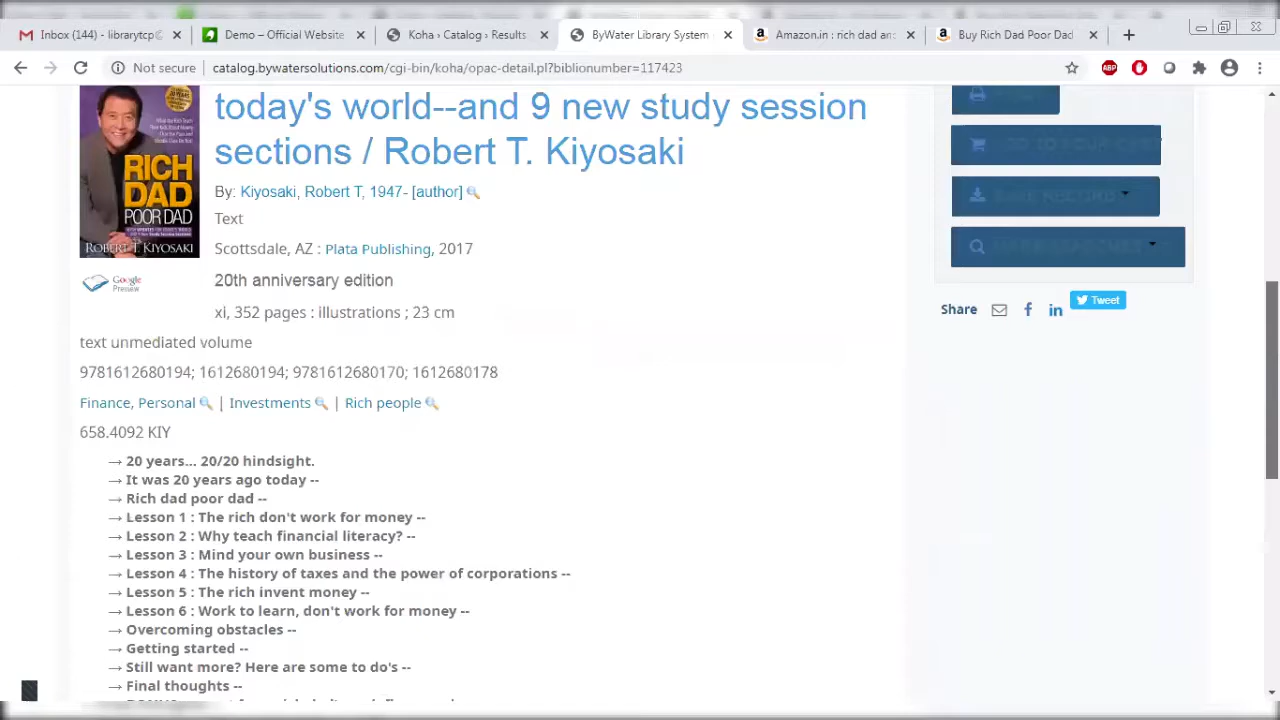 Inbox (144) - librarytcp@
Demo – Official Website
Koha › Catalog › Results
ByWater Library System
Amazon.in : rich dad an
Buy Rich Dad Poor Dad
Not secure
catalog.bywatersolutions.com/cgi-bin/koha/opac-detail.pl?biblionumber=117423
ABP
RICH
DAD
POOR DAD
ROBERT T. KIYOSAKI
Google
Preview
today's world--and 9 new study session
sections / Robert T. Kiyosaki
By: Kiyosaki, Robert T, 1947- [author]
Text
Scottsdale, AZ : Plata Publishing, 2017
20th anniversary edition
xi, 352 pages : illustrations ; 23 cm
text unmediated volume
9781612680194; 1612680194; 9781612680170; 1612680178
Finance, Personal | Investments | Rich people
658.4092 KIY
→ 20 years... 20/20 hindsight.
→ It was 20 years ago today --
→ Rich dad poor dad --
→ Lesson 1 : The rich don't work for money --
→ Lesson 2 : Why teach financial literacy? --
→ Lesson 3 : Mind your own business --
→ Lesson 4 : The history of taxes and the power of corporations --
→ Lesson 5 : The rich invent money --
→ Lesson 6 : Work to learn, don't work for money --
→ Overcoming obstacles --
→ Getting started --
→ Still want more? Here are some to do's --
→ Final thoughts --
Share
Tweet